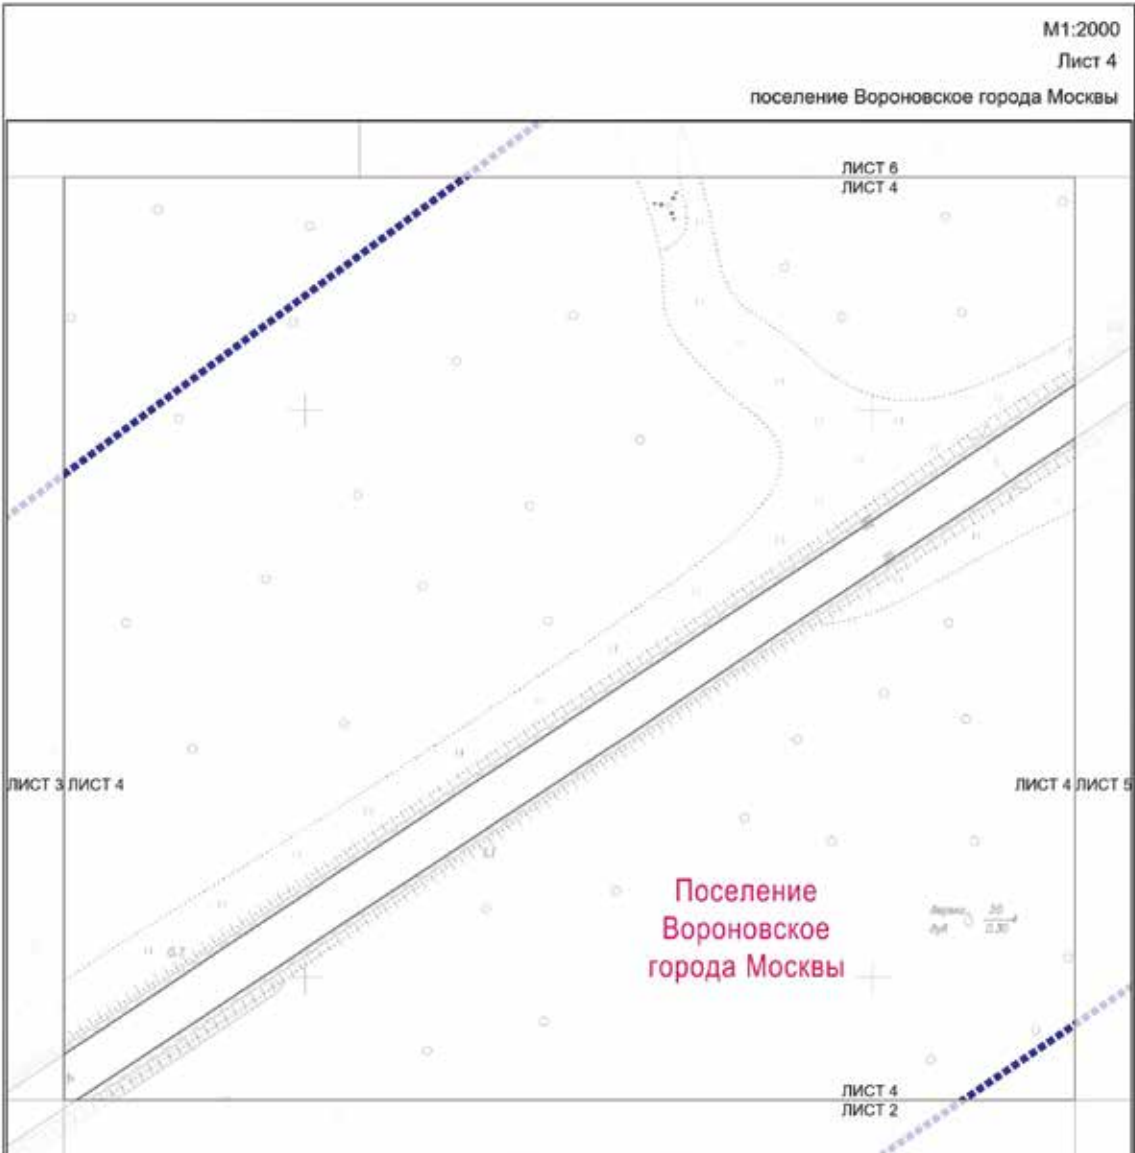 М1:2000
Лист 4
поселение Вороновское города Москвы
ЛИСТ 6
ЛИСТ 4
ЛИСТ 3 ЛИСТ 4
ЛИСТ 4 ЛИСТ 5
Поселение
Вороновское
города Москвы
ЛИСТ 4
ЛИСТ 2